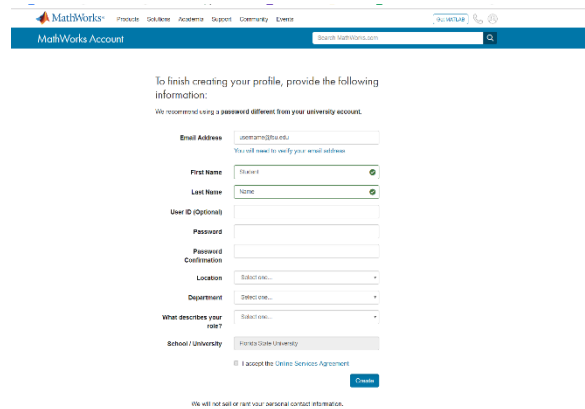 MathWorks®
Products Solutions Academia Support Community Events
Get MATLAB
MathWorks Account
Search MathWorks.com
To finish creating your profile, provide the following
information:
We recommend using a password different from your university account.
Email Address
username@fsu.edu
You will need to verify your email address
First Name
Student
Last Name
Name
User ID (Optional)
Password
Password
Confirmation
Location
Select one...
Department
Select one...
What describes your
role?
Select one...
School / University
Florida State University
I accept the Online Services Agreement
Create
We will not sell or rent your personal contact information.